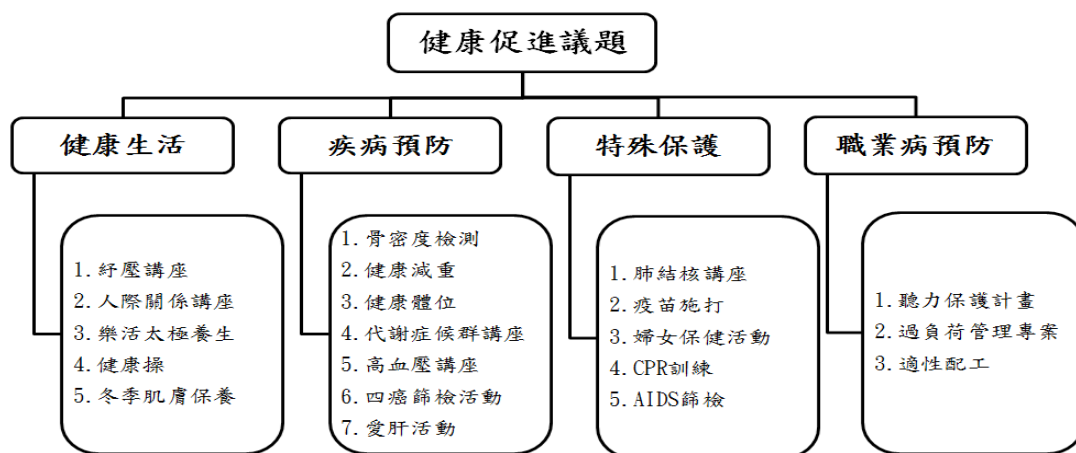 健康促進議題
健康生活
1. 紓壓講座
2. 人際關係講座
3. 樂活太極養生
4. 健康操
5. 冬季肌膚保養
疾病預防
1. 骨密度檢測
2. 健康減重
3. 健康體位
4. 代謝症候群講座
5. 高血壓講座
6. 四癌篩檢活動
7. 愛肝活動
特殊保護
1. 肺結核講座
2. 疫苗施打
3. 婦女保健活動
4. CPR訓練
5. AIDS篩檢
職業病預防
1. 聽力保護計畫
2. 過負荷管理專案
3. 適性配工